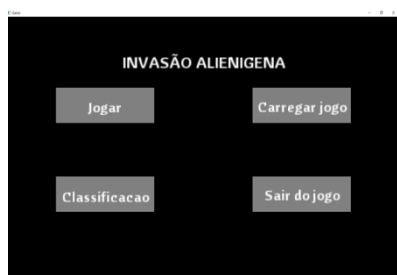 INVASÃO ALIENIGENA
Jogar
Carregar jogo
Classificacao
Sair do jogo